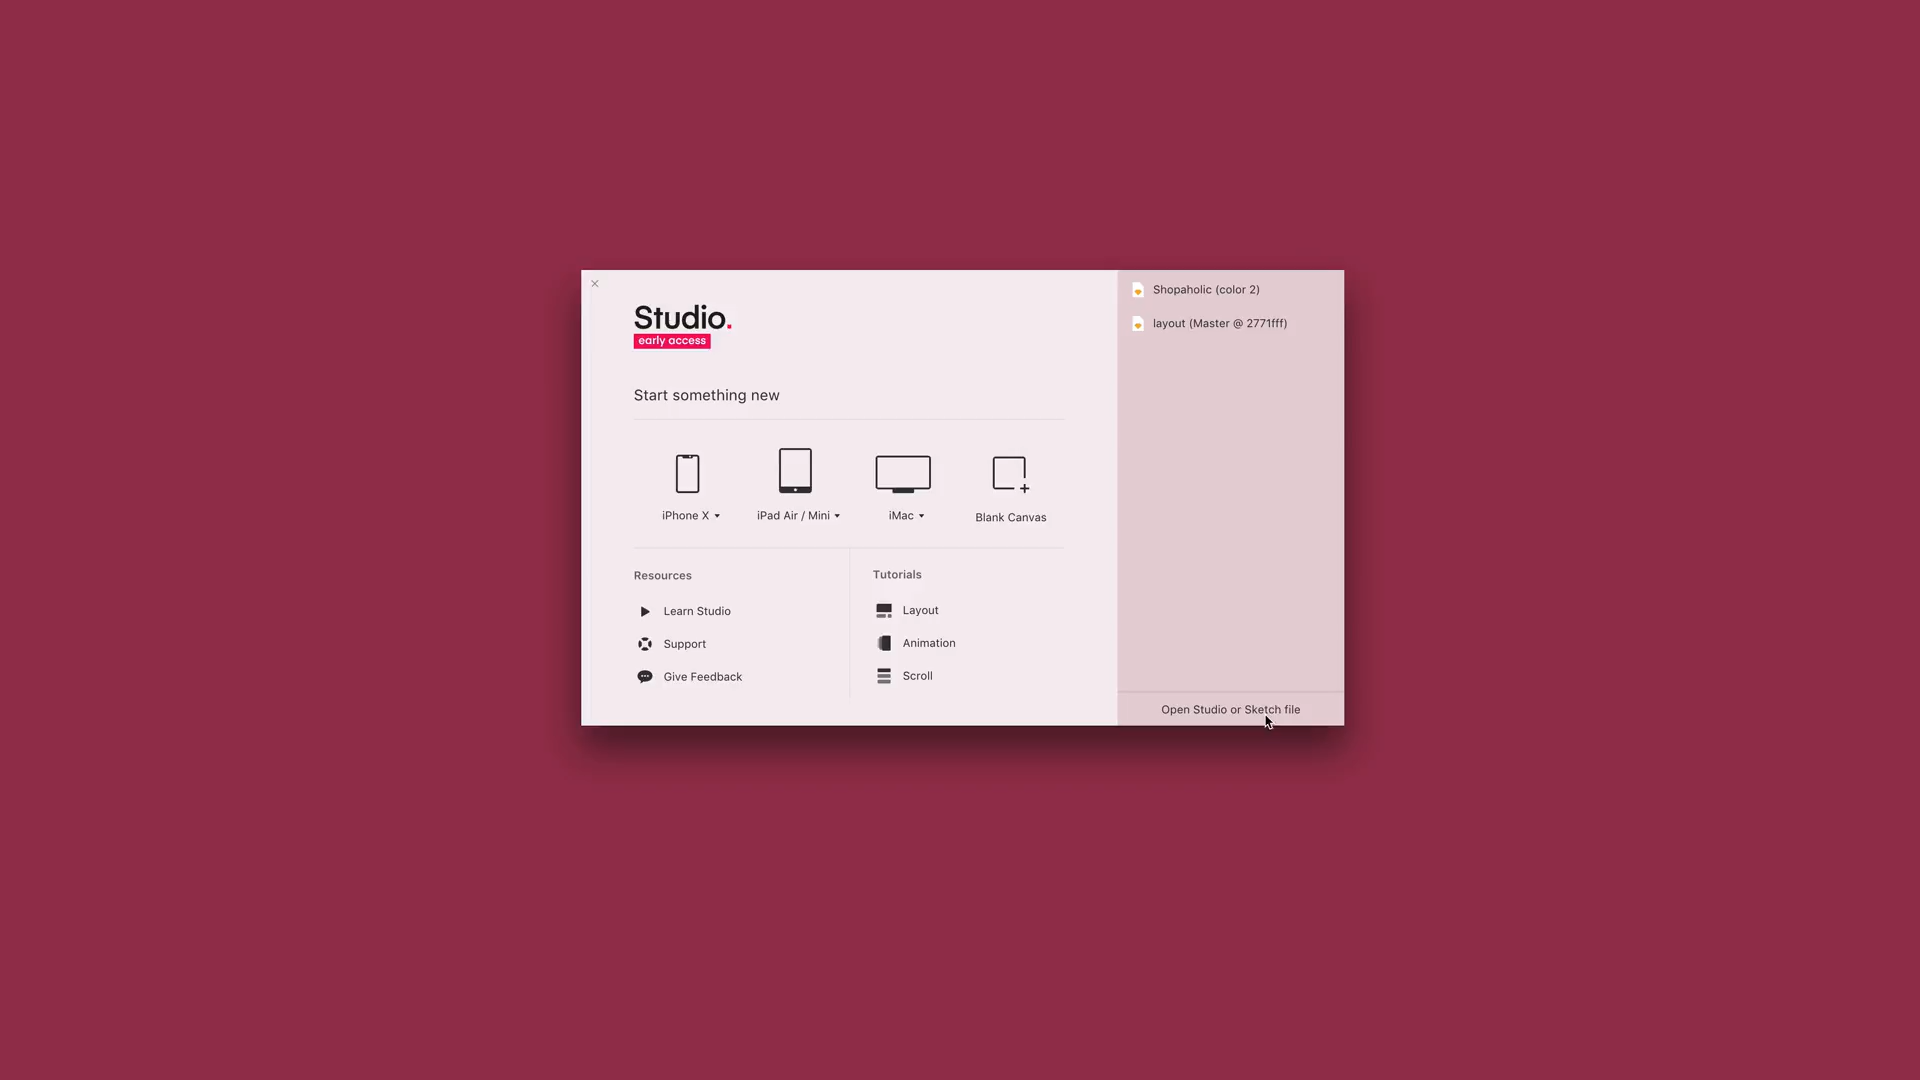 Studio.
early access
Start something new
iPhone X
iPad Air / Mini
iMac
Blank Canvas
Resources
Learn Studio
Support
Give Feedback
Tutorials
Layout
Animation
Scroll
Shopaholic (color 2)
layout (Master @ 2771fff)
Open Studio or Sketch file